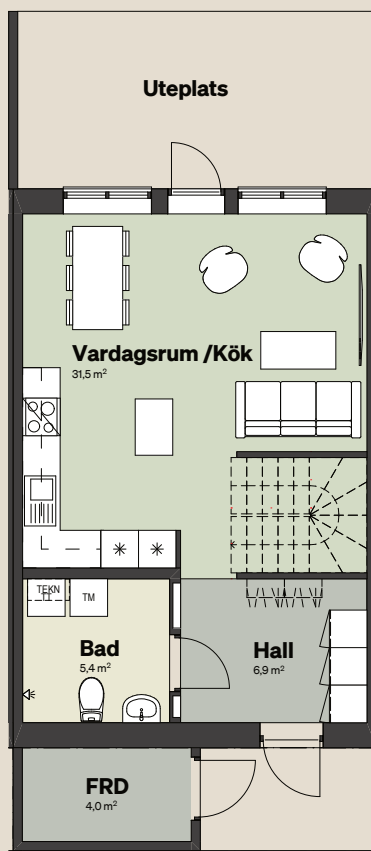 Uteplats
Vardagsrum /Kök
31,5 m²
TEKN
TT
TM
Bad
5,4 m²
Hall
6,9 m²
FRD
4,0 m²